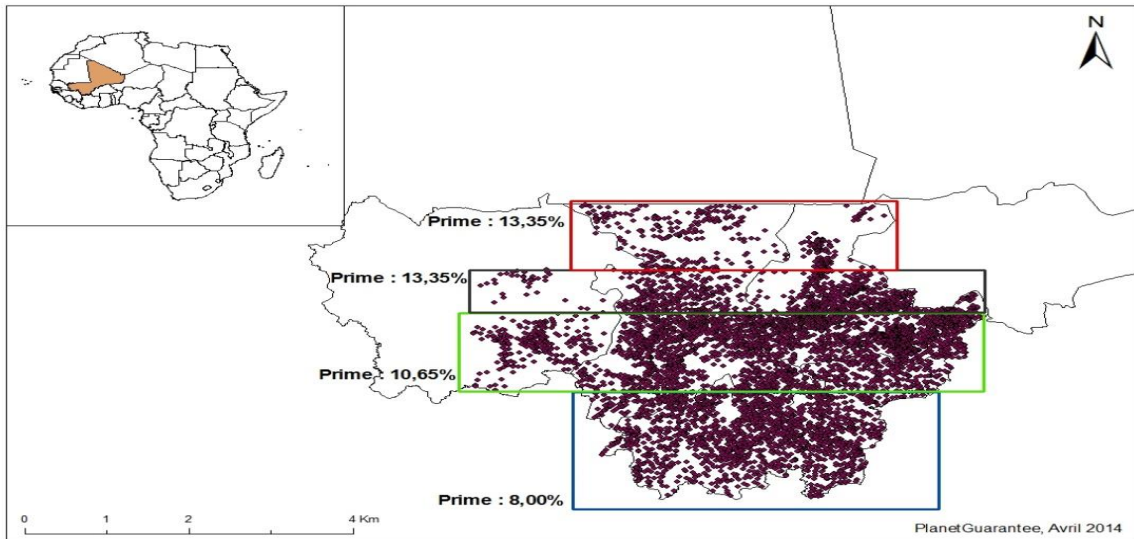 N
Prime : 13,35%
Prime : 13,35%
Prime : 10,65%
Prime : 8,00%
0 1 2 4 Km
PlanetGuarantee, Avril 2014